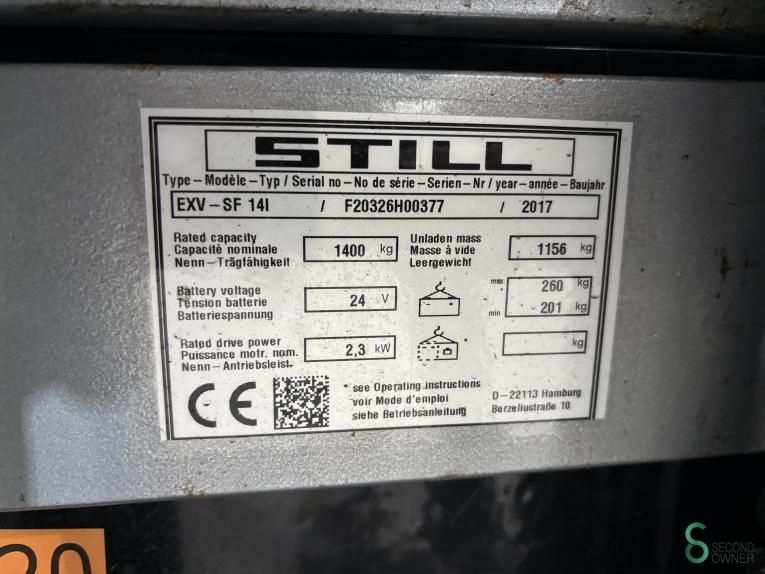 STILL
Type – Modèle – Typ / Serial no – No de série – Serien – Nr / year – année – Baujahr
EXV – SF 14I / F20326H00377 / 2017
Rated capacity
Capacité nominale
Nenn – Trägfähigkeit
1400 kg
Unladen mass
Masse à vide
Leergewicht
1156 kg
Battery voltage
Tension batterie
Batteriespannung
24 V
max 260 kg
min 201 kg
Rated drive power
Puissance motr. nom.
Nenn – Antriebsleist.
2,3 kW
kg
CE
* see Operating instructions
voir Mode d'emploi
siehe Betriebsanleitung
D – 22113 Hamburg
Berzeliustraße 10
20
SECOND
OWNER